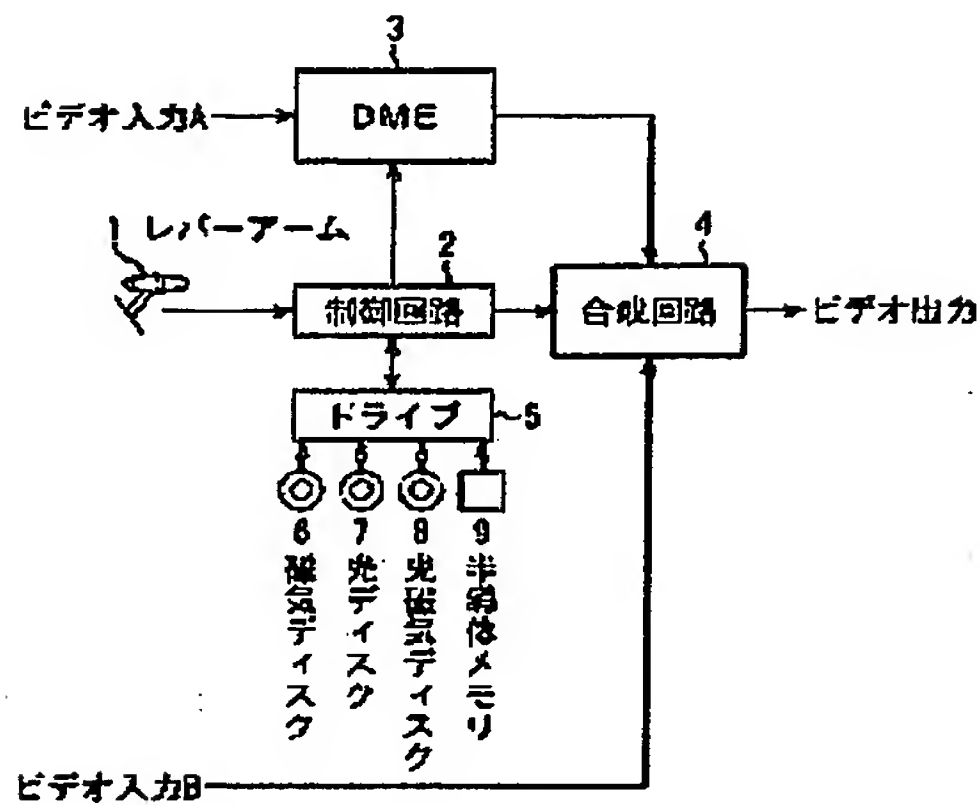 3
ビデオ入力A
DME
1 レバーアーム
2
4
制御回路
合成回路
ビデオ出力
ドライブ
5
6
7
8
9
磁気ディスク
光ディスク
光磁気ディスク
半導体メモリ
ビデオ入力B